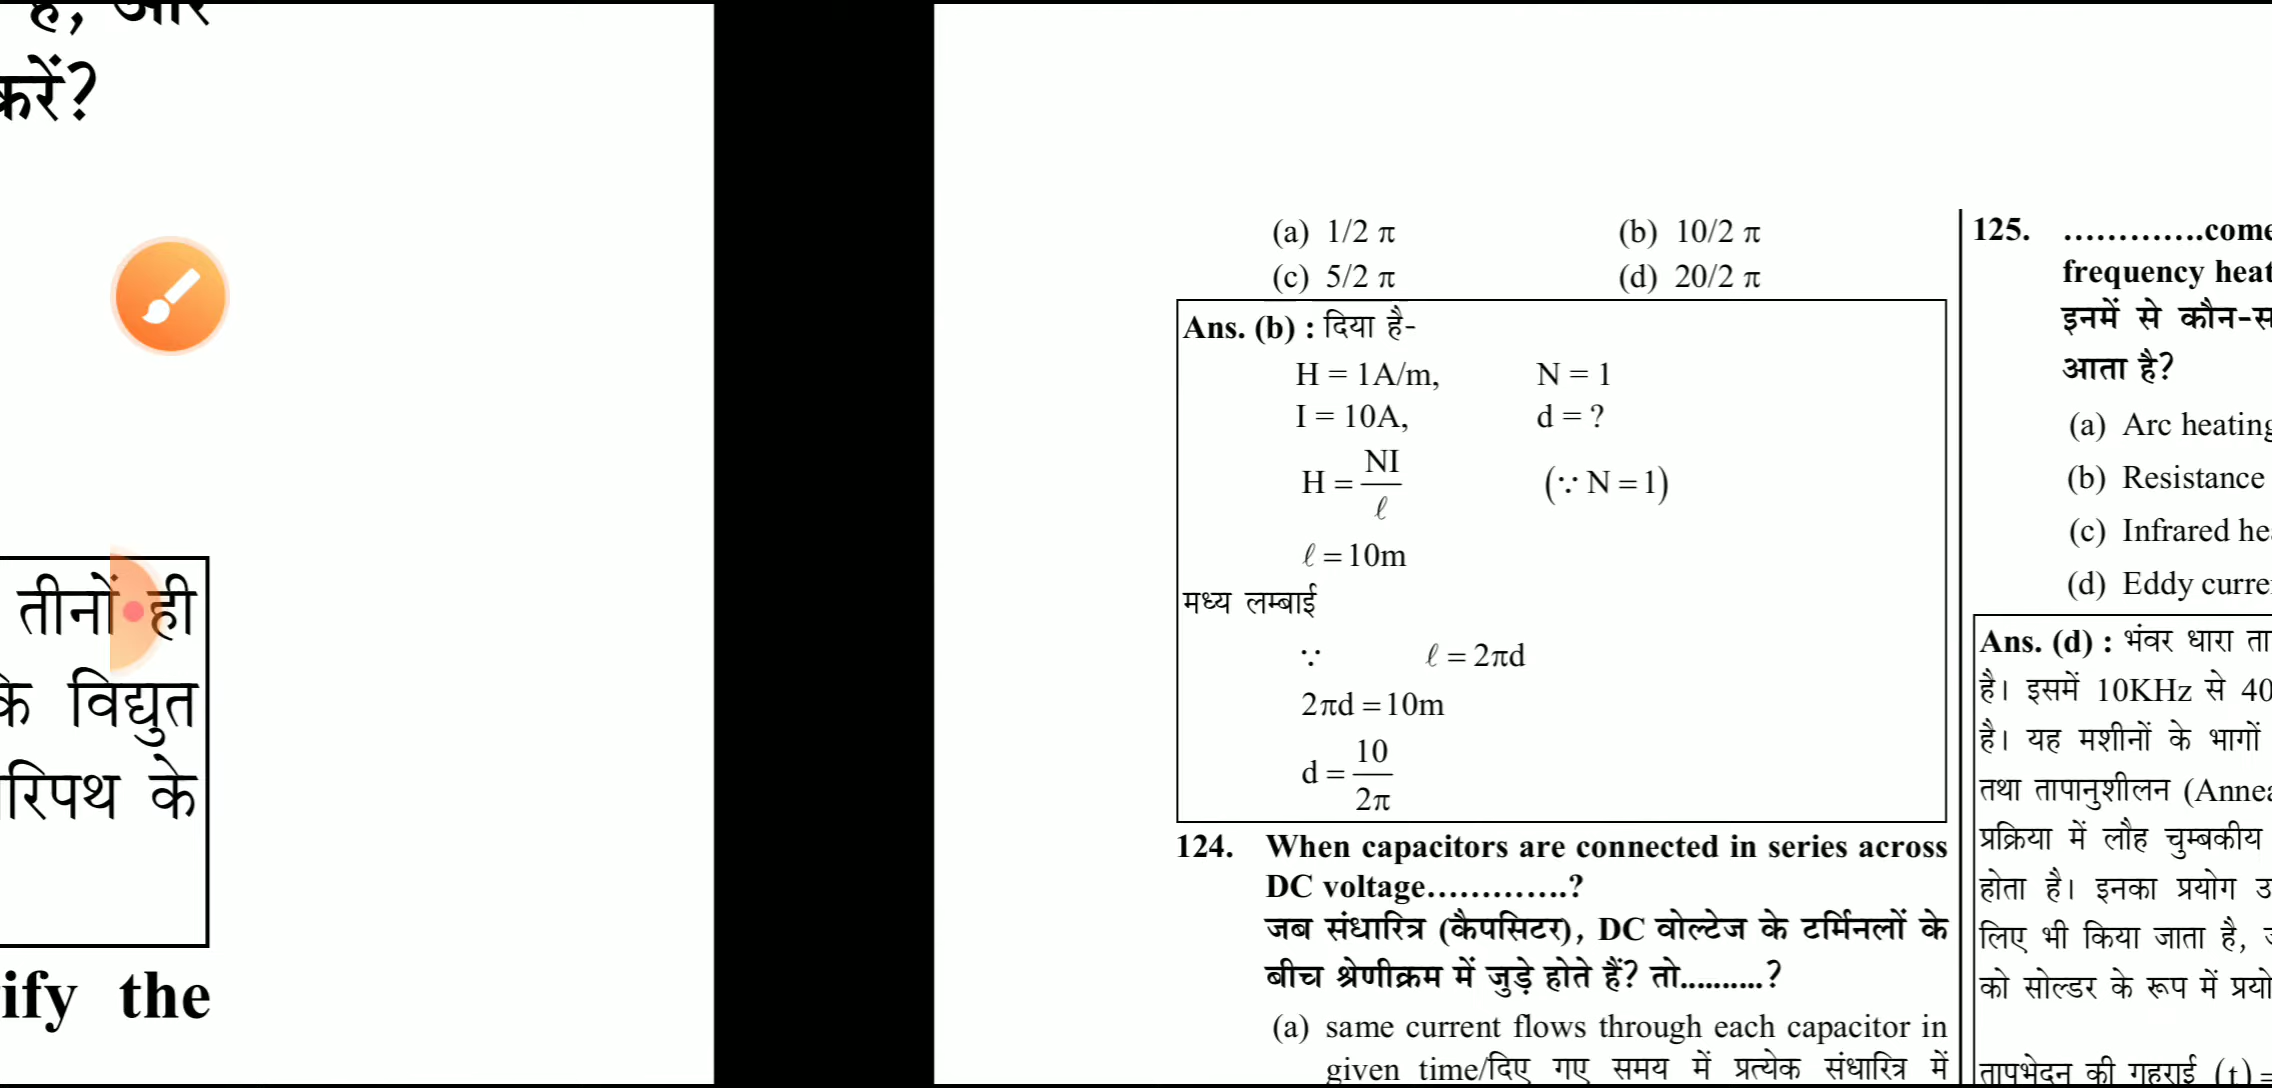 है, और
करें?
तीनों ही
के विद्युत
रिपथ के
ify the
(a) 1/2 π (b) 10/2 π
(c) 5/2 π (d) 20/2 π
Ans. (b) : दिया है-
H = 1A/m, N = 1
I = 10A, d = ?
H = NI/ℓ (∵ N = 1)
ℓ = 10m
मध्य लम्बाई
∵ ℓ = 2πd
2πd = 10m
d = 10/2π
124. When capacitors are connected in series across
DC voltage.............?
जब संधारित्र (कैपसिटर), DC वोल्टेज के टर्मिनलों के
बीच श्रेणीक्रम में जुड़े होते हैं? तो..........?
(a) same current flows through each capacitor in
given time/दिए गए समय में प्रत्येक संधारित्र में
125. .............come
frequency heat
इनमें से कौन-स
आता है?
(a) Arc heating
(b) Resistance
(c) Infrared hea
(d) Eddy curre
Ans. (d) : भंवर धारा ता
है। इसमें 10KHz से 40
है। यह मशीनों के भागों
तथा तापानुशीलन (Annea
प्रक्रिया में लौह चुम्बकीय
होता है। इनका प्रयोग उ
लिए भी किया जाता है,
को सोल्डर के रूप में प्रयो
तापभेदन की गहराई (t) =